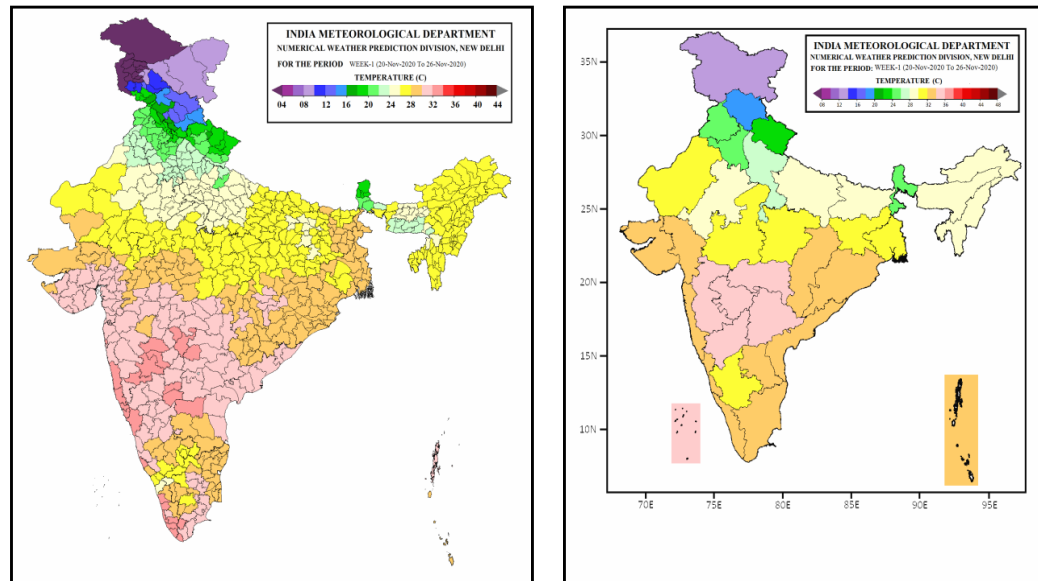 INDIA METEOROLOGICAL DEPARTMENT
NUMERICAL WEATHER PREDICTION DIVISION, NEW DELHI
FOR THE PERIOD WEEK-1 (20-Nov-2020 To 26-Nov-2020)
TEMPERATURE (C)
04 08 12 16 20 24 28 32 36 40 44
INDIA METEOROLOGICAL DEPARTMENT
NUMERICAL WEATHER PREDICTION DIVISION, NEW DELHI
FOR THE PERIOD: WEEK-1 (20-Nov-2020 To 26-Nov-2020)
TEMPERATURE (C)
08 12 16 20 24 28 32 36 40 44 48
35N
30N
25N
20N
15N
10N
70E 75E 80E 85E 90E 95E